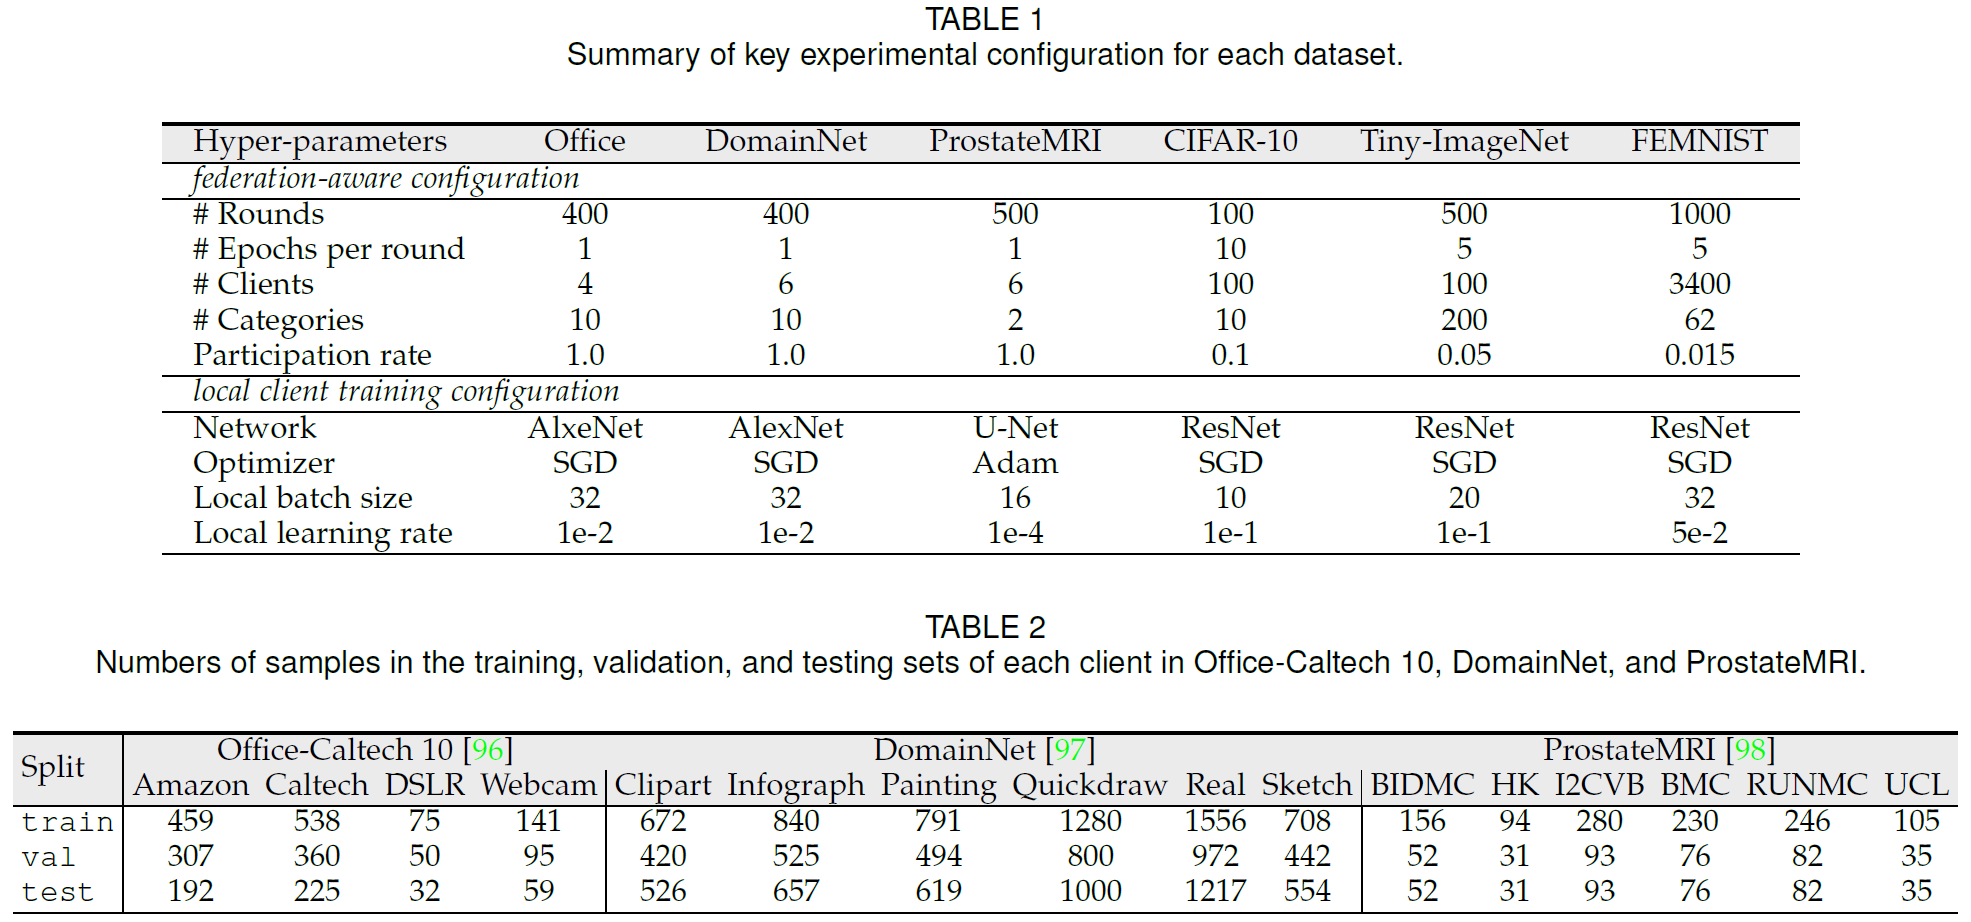 TABLE 1
Summary of key experimental configuration for each dataset.
Hyper-parameters Office DomainNet ProstateMRI CIFAR-10 Tiny-ImageNet FEMNIST
federation-aware configuration
# Rounds 400 400 500 100 500 1000
# Epochs per round 1 1 1 10 5 5
# Clients 4 6 6 100 100 3400
# Categories 10 10 2 10 200 62
Participation rate 1.0 1.0 1.0 0.1 0.05 0.015
local client training configuration
Network AlxeNet AlexNet U-Net ResNet ResNet ResNet
Optimizer SGD SGD Adam SGD SGD SGD
Local batch size 32 32 16 10 20 32
Local learning rate 1e-2 1e-2 1e-4 1e-1 1e-1 5e-2
TABLE 2
Numbers of samples in the training, validation, and testing sets of each client in Office-Caltech 10, DomainNet, and ProstateMRI.
Split Office-Caltech 10 [96] DomainNet [97] ProstateMRI [98]
Amazon Caltech DSLR Webcam Clipart Infograph Painting Quickdraw Real Sketch BIDMC HK I2CVB BMC RUNMC UCL
train 459 538 75 141 672 840 791 1280 1556 708 156 94 280 230 246 105
val 307 360 50 95 420 525 494 800 972 442 52 31 93 76 82 35
test 192 225 32 59 526 657 619 1000 1217 554 52 31 93 76 82 35